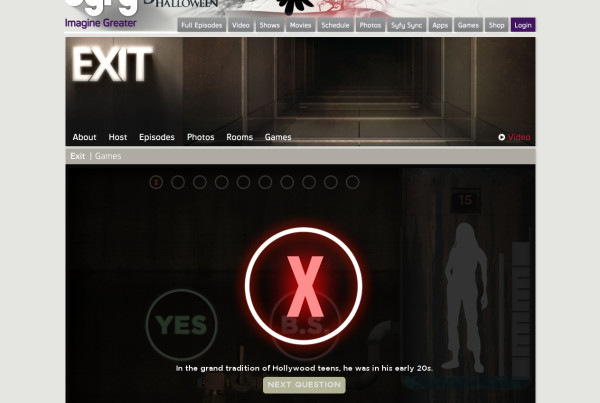 syfy
HALLOWEEN
Imagine Greater
Full Episodes Video Shows Movies Schedule Photos Syfy Sync Apps Games Shop Login
EXIT
About Host Episodes Photos Rooms Games Video
Exit | Games
X
15
X
YES B.S.
In the grand tradition of Hollywood teens, he was in his early 20s.
NEXT QUESTION